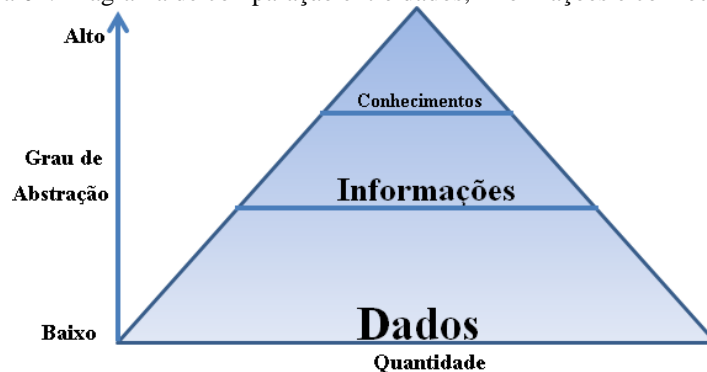 Alto
Conhecimentos
Grau de
Abstração
Informações
Baixo
Dados
Quantidade